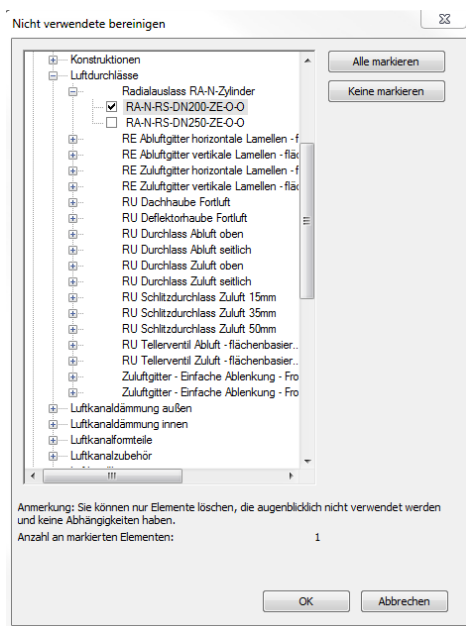 Nicht verwendete bereinigen
Alle markieren
Keine markieren
Konstruktionen
Luftdurchlässe
Radialauslass RA-N-Zylinder
RA-N-RS-DN200-ZE-O-O
RA-N-RS-DN250-ZE-O-O
RE Abluftgitter horizontale Lamellen - f
RE Abluftgitter vertikale Lamellen - fläc
RE Zuluftgitter horizontale Lamellen - f
RE Zuluftgitter vertikale Lamellen - fläc
RU Dachhaube Fortluft
RU Deflektorhaube Fortluft
RU Durchlass Abluft oben
RU Durchlass Abluft seitlich
RU Durchlass Zuluft oben
RU Durchlass Zuluft seitlich
RU Schlitzdurchlass Zuluft 15mm
RU Schlitzdurchlass Zuluft 35mm
RU Schlitzdurchlass Zuluft 50mm
RU Tellerventil Abluft - flächenbasier...
RU Tellerventil Zuluft - flächenbasier...
Zuluftgitter - Einfache Ablenkung - Fro
Zuluftgitter - Einfache Ablenkung - Fro
Luftkanaldämmung außen
Luftkanaldämmung innen
Luftkanalformteile
Luftkanalzubehör
Anmerkung: Sie können nur Elemente löschen, die augenblicklich nicht verwendet werden
und keine Abhängigkeiten haben.
Anzahl an markierten Elementen: 1
OK
Abbrechen